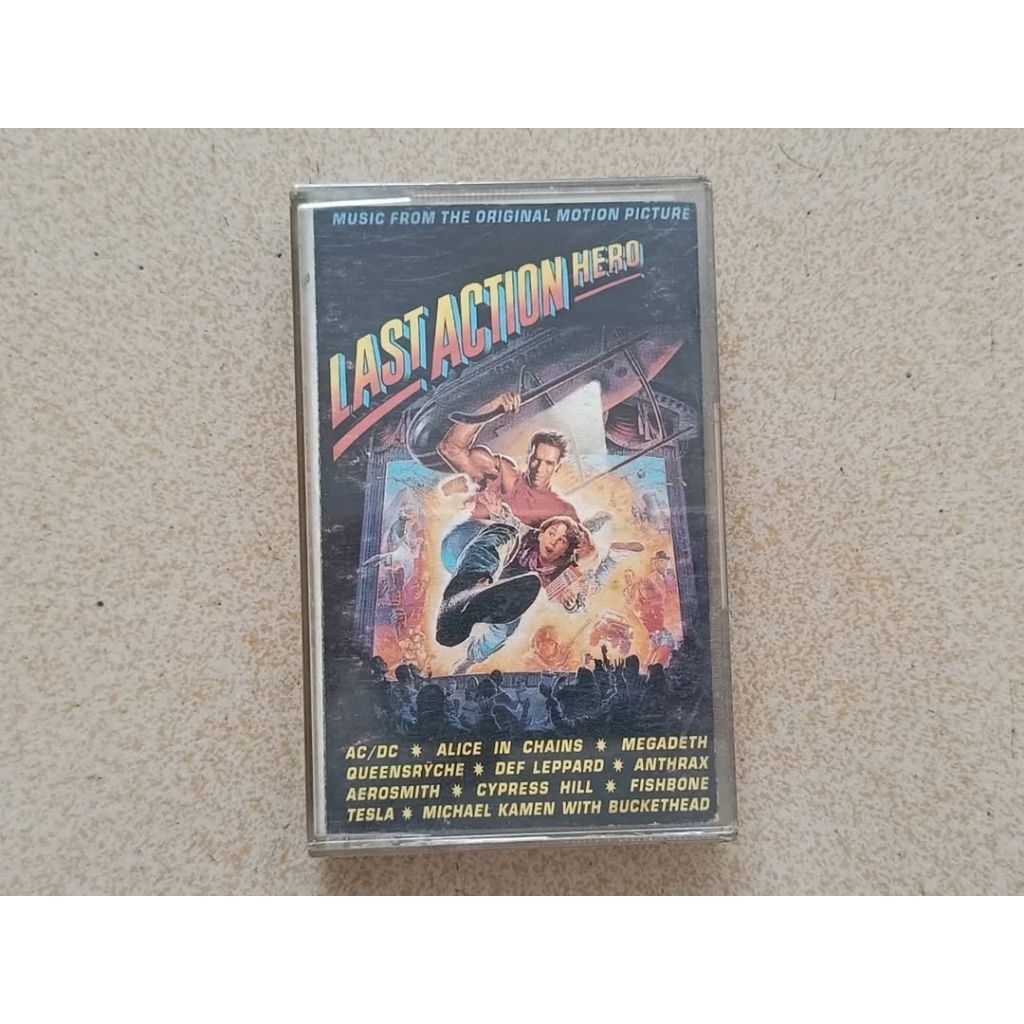 MUSIC FROM THE ORIGINAL MOTION PICTURE
LAST ACTION HERO
AC/DC ✷ ALICE IN CHAINS ✷ MEGADETH
QUEENSRŸCHE ✷ DEF LEPPARD ✷ ANTHRAX
AEROSMITH ✷ CYPRESS HILL ✷ FISHBONE
TESLA ✷ MICHAEL KAMEN WITH BUCKETHEAD